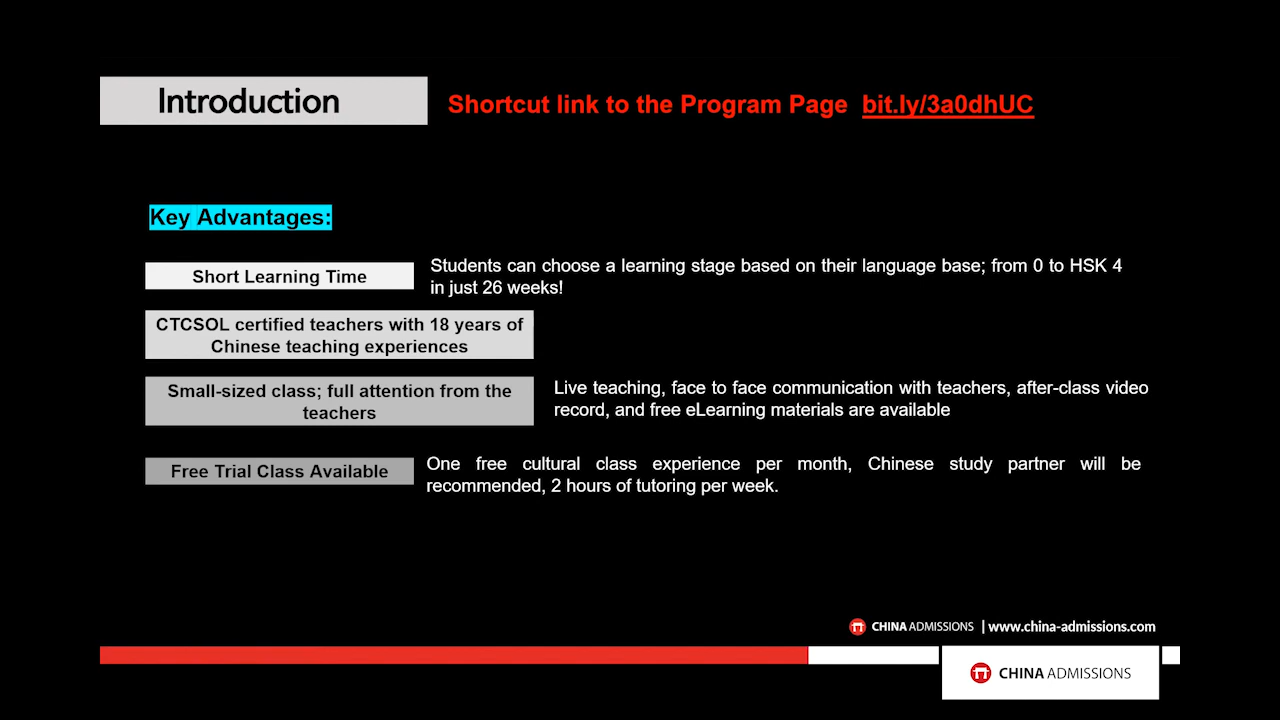 Introduction
Shortcut link to the Program Page bit.ly/3a0dhUC
Key Advantages:
Short Learning Time
Students can choose a learning stage based on their language base; from 0 to HSK 4
in just 26 weeks!
CTCSOL certified teachers with 18 years of
Chinese teaching experiences
Small-sized class; full attention from the
teachers
Live teaching, face to face communication with teachers, after-class video
record, and free eLearning materials are available
Free Trial Class Available
One free cultural class experience per month, Chinese study partner will be
recommended, 2 hours of tutoring per week.
CHINA ADMISSIONS | www.china-admissions.com
CHINA ADMISSIONS